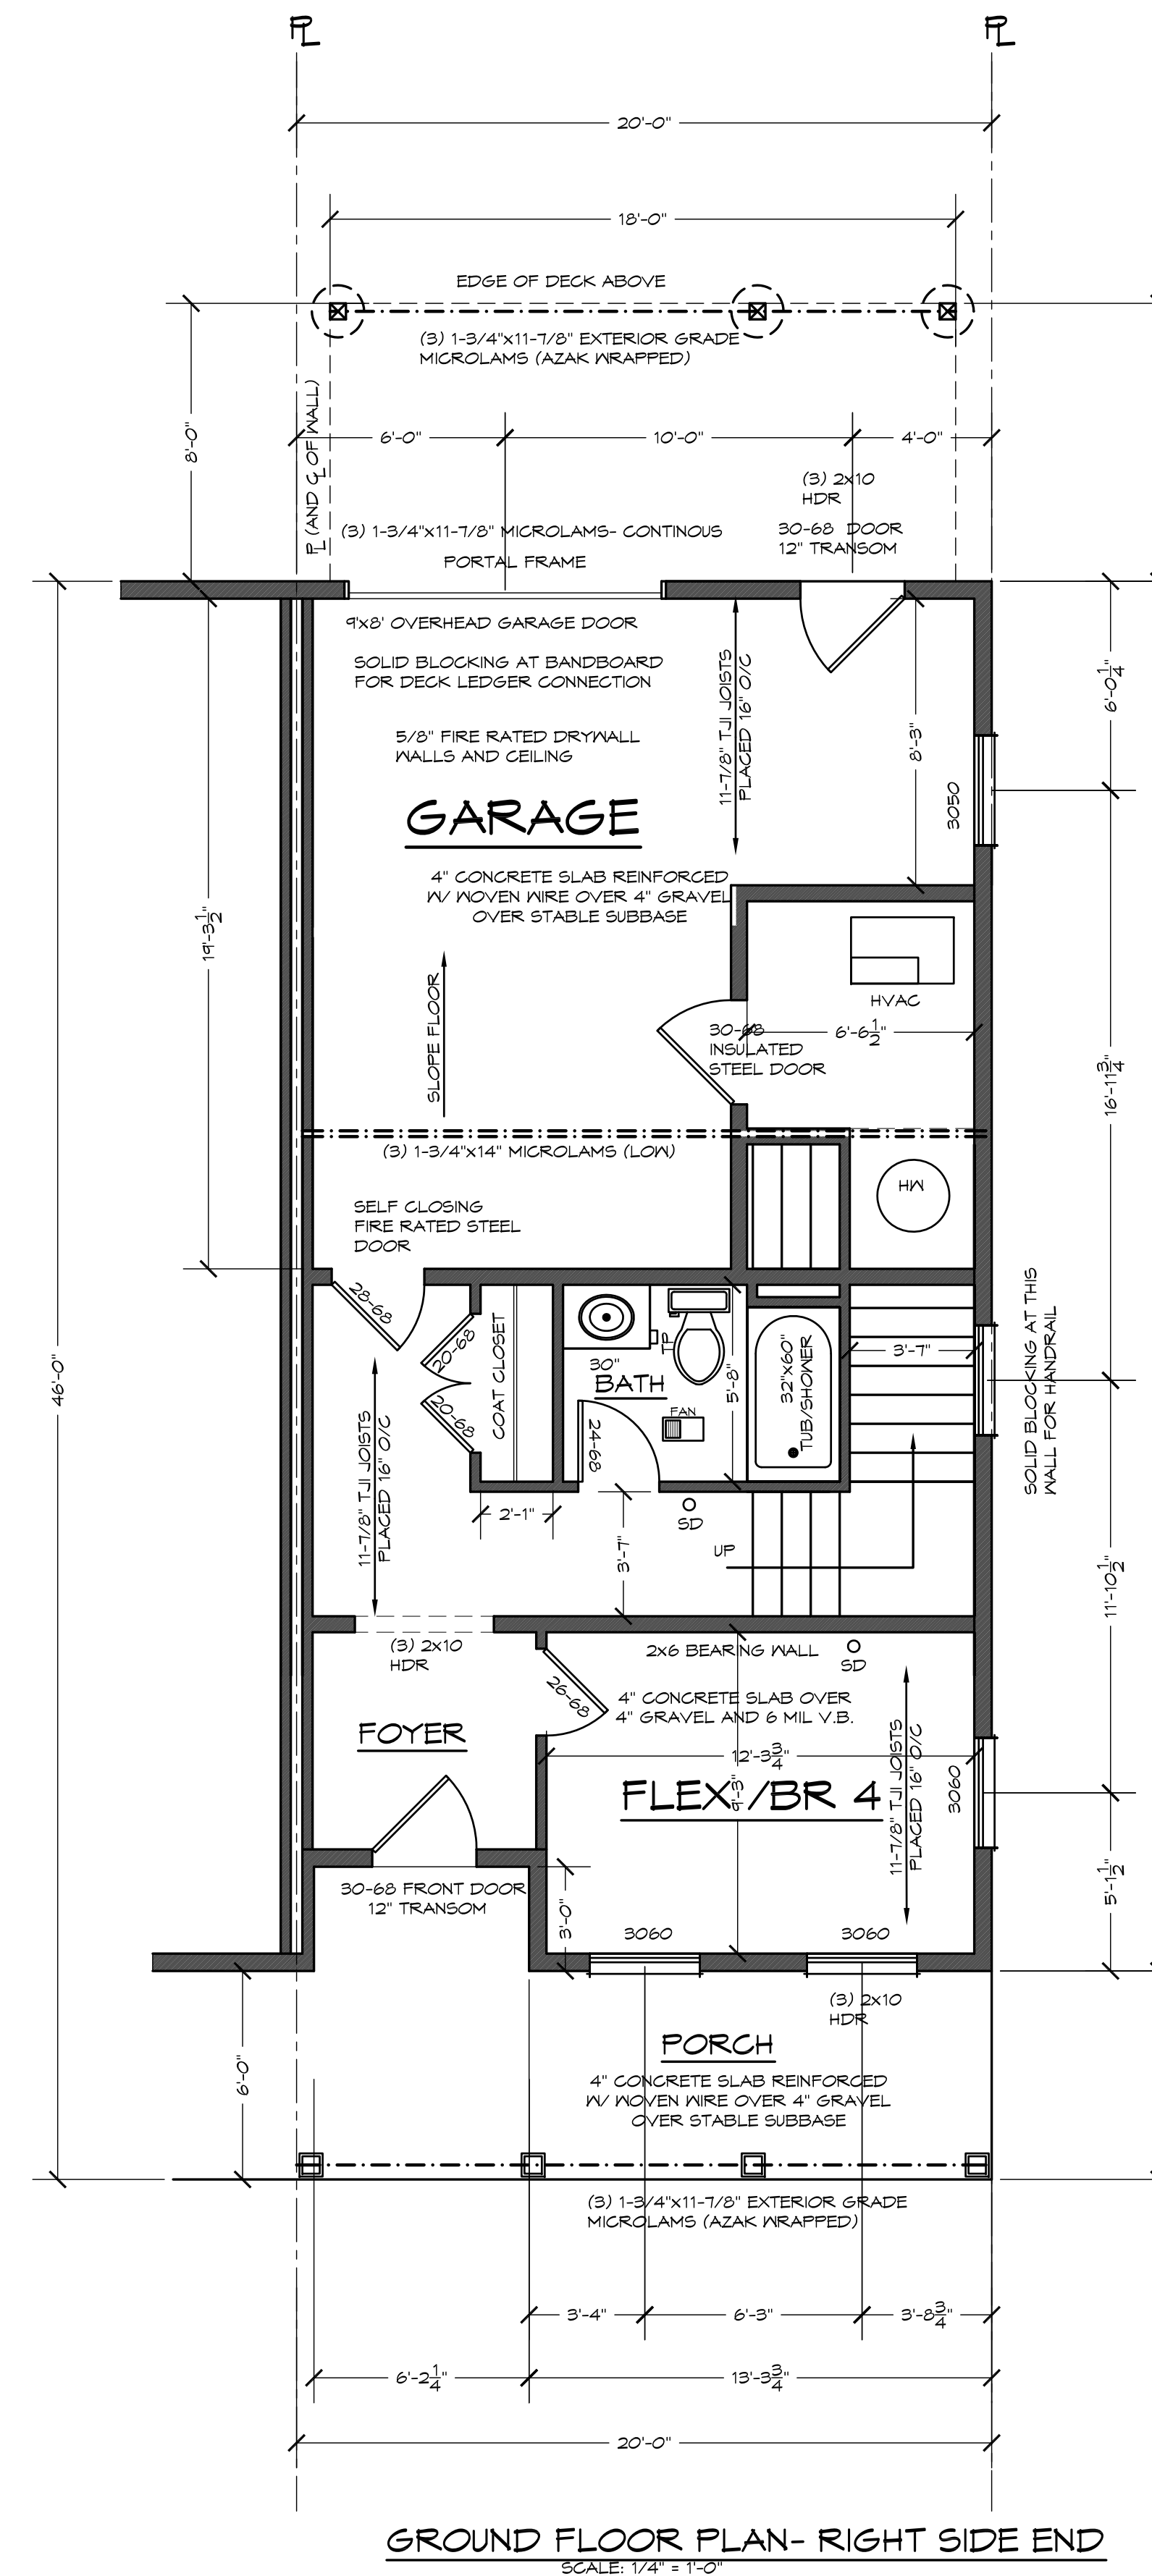 PL PL
20'-0"
18'-0"
EDGE OF DECK ABOVE
(3) 1-3/4"x11-7/8" EXTERIOR GRADE
MICROLAMS (AZAK WRAPPED)
8'-0"
PL (AND CL OF WALL)
6'-0" 10'-0" 4'-0"
(3) 2x10
HDR
(3) 1-3/4"x11-7/8" MICROLAMS- CONTINOUS
PORTAL FRAME
30-68 DOOR
12" TRANSOM
9'x8' OVERHEAD GARAGE DOOR
SOLID BLOCKING AT BANDBOARD
FOR DECK LEDGER CONNECTION
11-7/8" TJI JOISTS
PLACED 16" O/C
6'-0 1/4"
5/8" FIRE RATED DRYWALL
WALLS AND CEILING
8'-3"
3050
GARAGE
4" CONCRETE SLAB REINFORCED
W/ WOVEN WIRE OVER 4" GRAVEL
OVER STABLE SUBBASE
19'-3 1/2"
SLOPE FLOOR
HVAC
30-68
INSULATED
STEEL DOOR
6'-6 1/2"
16'-11 3/4"
(3) 1-3/4"x14" MICROLAMS (LOW)
HW
SELF CLOSING
FIRE RATED STEEL
DOOR
46'-0"
28-68
20-68
20-68
COAT CLOSET
TP
30"
BATH
FAN
24-68
5'-8"
32"x60"
TUB/SHOWER
3'-7"
SOLID BLOCKING AT THIS
WALL FOR HANDRAIL
11-7/8" TJI JOISTS
PLACED 16" O/C
2'-1"
SD
3'-7"
UP
11'-10 1/2"
(3) 2x10
HDR
2x6 BEARING WALL
SD
26-68
4" CONCRETE SLAB OVER
4" GRAVEL AND 6 MIL V.B.
FOYER
12'-3 3/4"
9'-3"
FLEX /BR 4
11-7/8" TJI JOISTS
PLACED 16" O/C
3060
5'-1 1/2"
30-68 FRONT DOOR
12" TRANSOM
3'-0"
3060 3060
(3) 2x10
HDR
6'-0"
PORCH
4" CONCRETE SLAB REINFORCED
W/ WOVEN WIRE OVER 4" GRAVEL
OVER STABLE SUBBASE
(3) 1-3/4"x11-7/8" EXTERIOR GRADE
MICROLAMS (AZAK WRAPPED)
3'-4" 6'-3" 3'-8 3/4"
6'-2 1/4" 13'-3 3/4"
20'-0"
GROUND FLOOR PLAN- RIGHT SIDE END
SCALE: 1/4" = 1'-0"